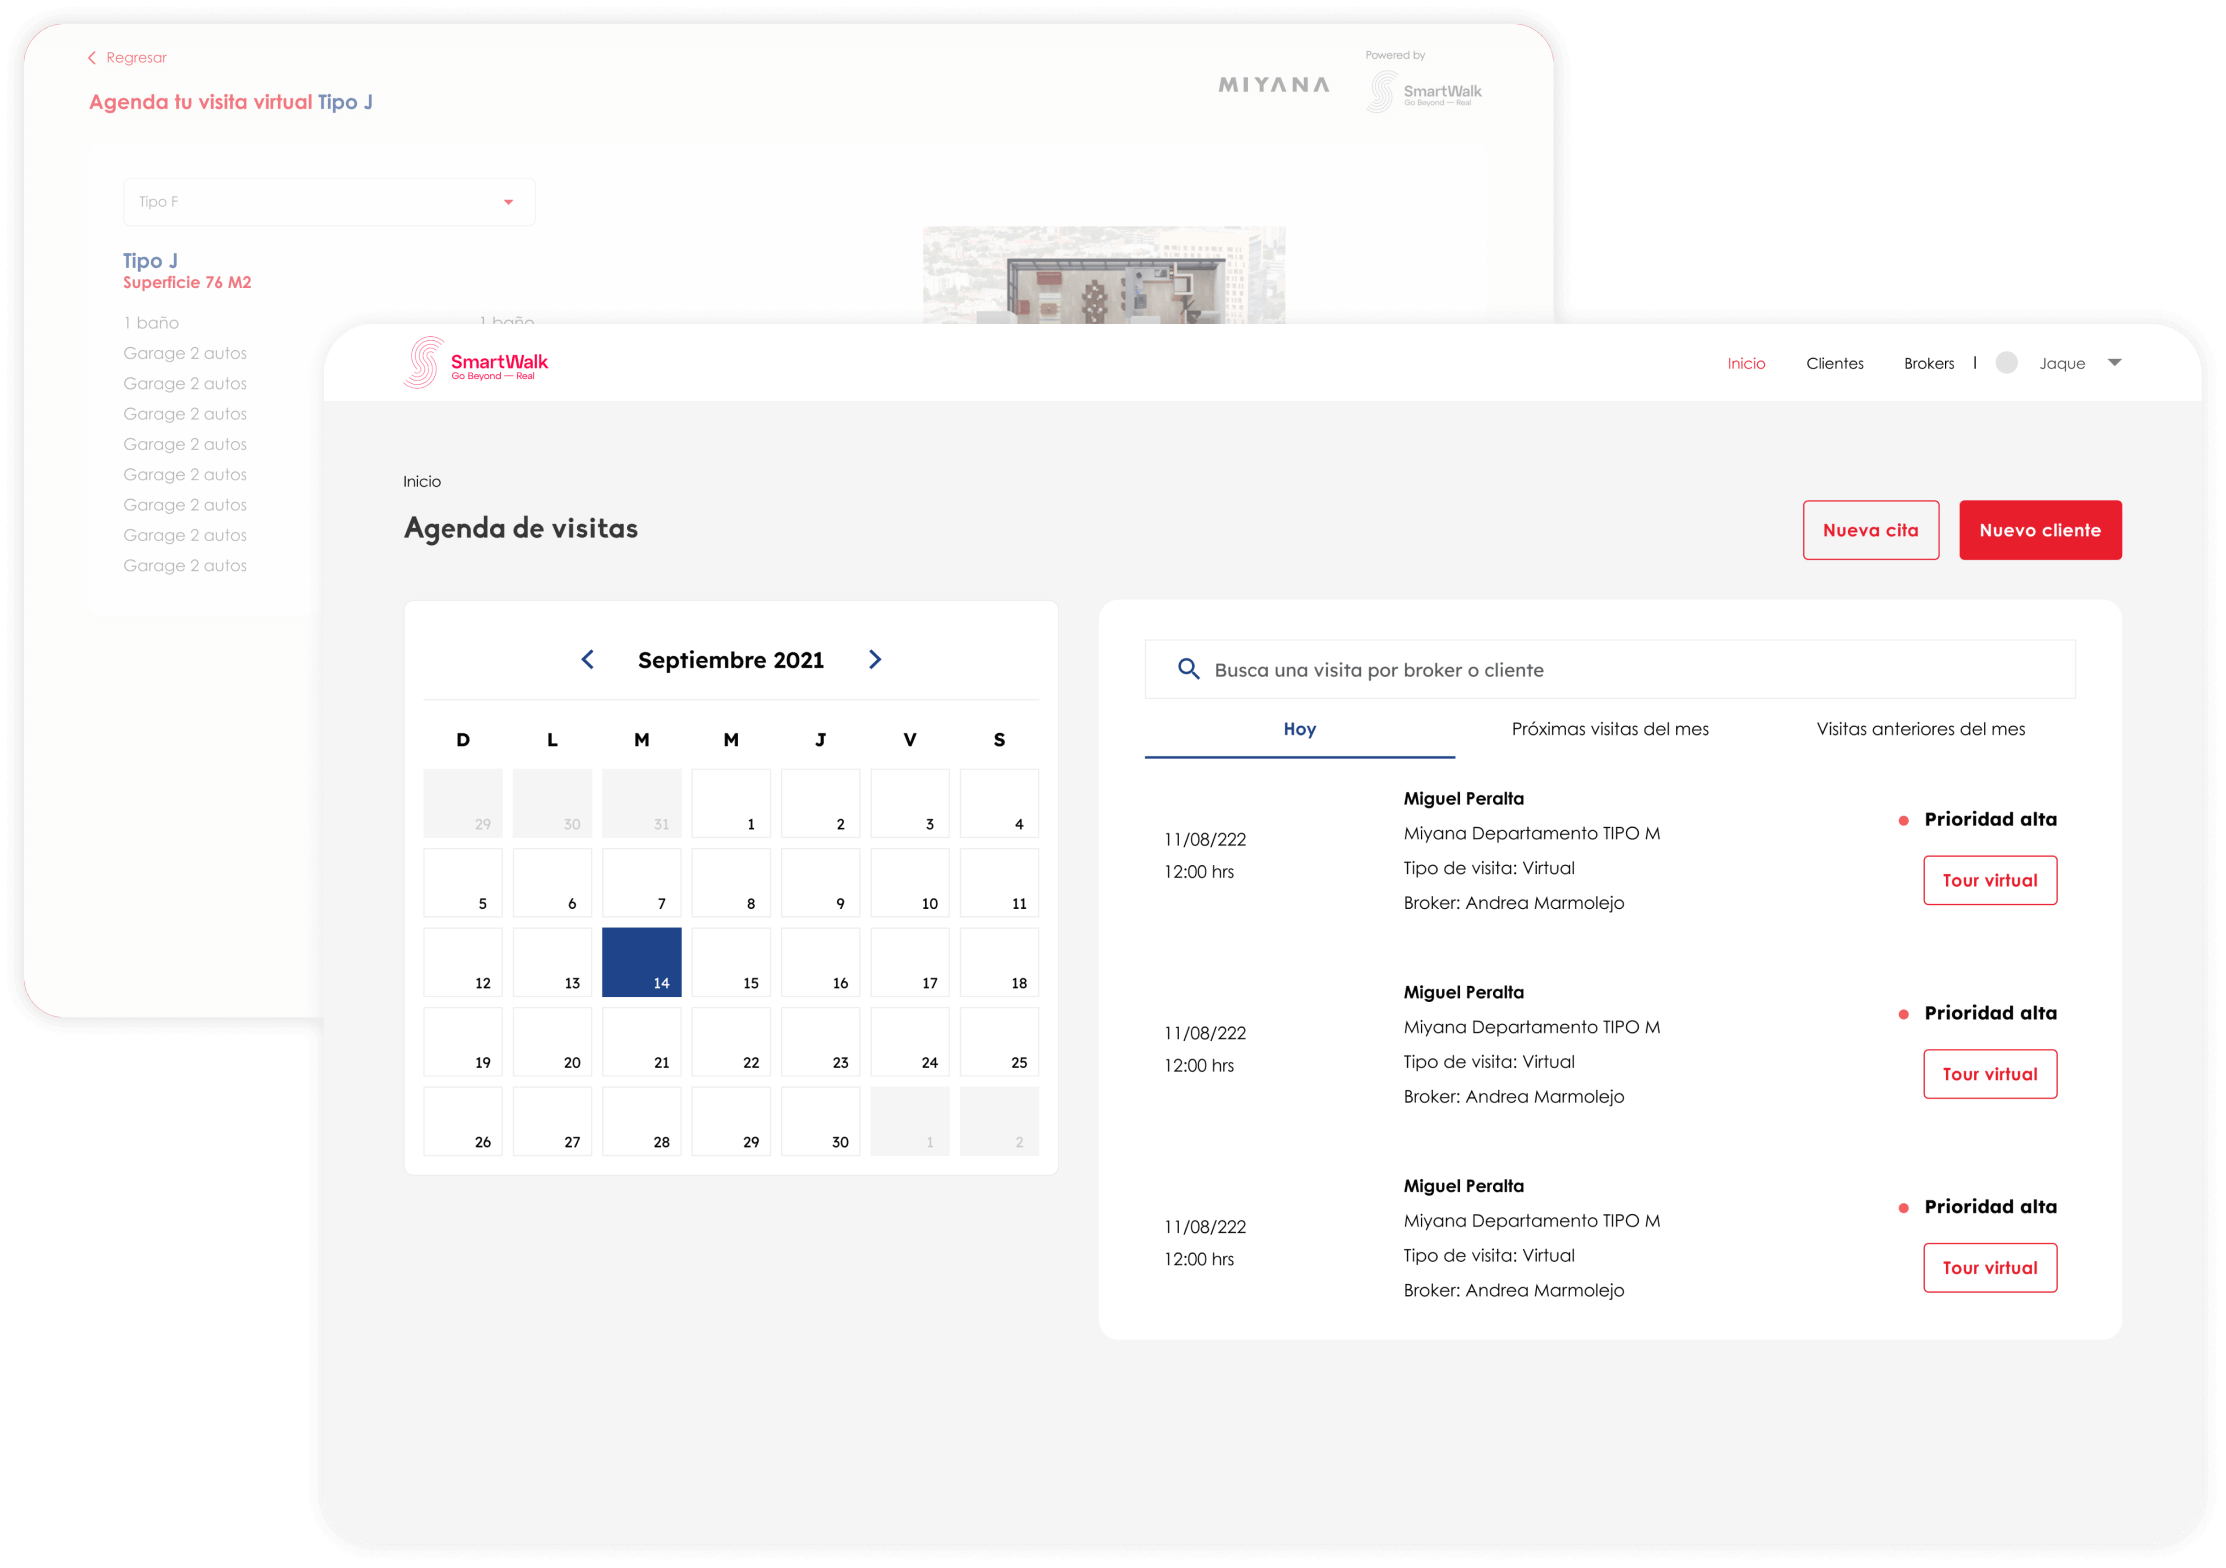 Regresar
Agenda tu visita virtual Tipo J
MIYANA
Powered by
SmartWalk
Go Beyond — Real
Tipo F
Tipo J
Superficie 76 M2
1 baño
1 baño
Garage 2 autos
Garage 2 autos
Garage 2 autos
Garage 2 autos
Garage 2 autos
Garage 2 autos
Garage 2 autos
Garage 2 autos
SmartWalk
Go Beyond — Real
Inicio
Clientes
Brokers
Jaque
Inicio
Agenda de visitas
Nueva cita
Nuevo cliente
Septiembre 2021
D L M M J V S
29 30 31 1 2 3 4
5 6 7 8 9 10 11
12 13 14 15 16 17 18
19 20 21 22 23 24 25
26 27 28 29 30 1 2
Busca una visita por broker o cliente
Hoy
Próximas visitas del mes
Visitas anteriores del mes
11/08/222
12:00 hrs
Miguel Peralta
Miyana Departamento TIPO M
Tipo de visita: Virtual
Broker: Andrea Marmolejo
Prioridad alta
Tour virtual
11/08/222
12:00 hrs
Miguel Peralta
Miyana Departamento TIPO M
Tipo de visita: Virtual
Broker: Andrea Marmolejo
Prioridad alta
Tour virtual
11/08/222
12:00 hrs
Miguel Peralta
Miyana Departamento TIPO M
Tipo de visita: Virtual
Broker: Andrea Marmolejo
Prioridad alta
Tour virtual